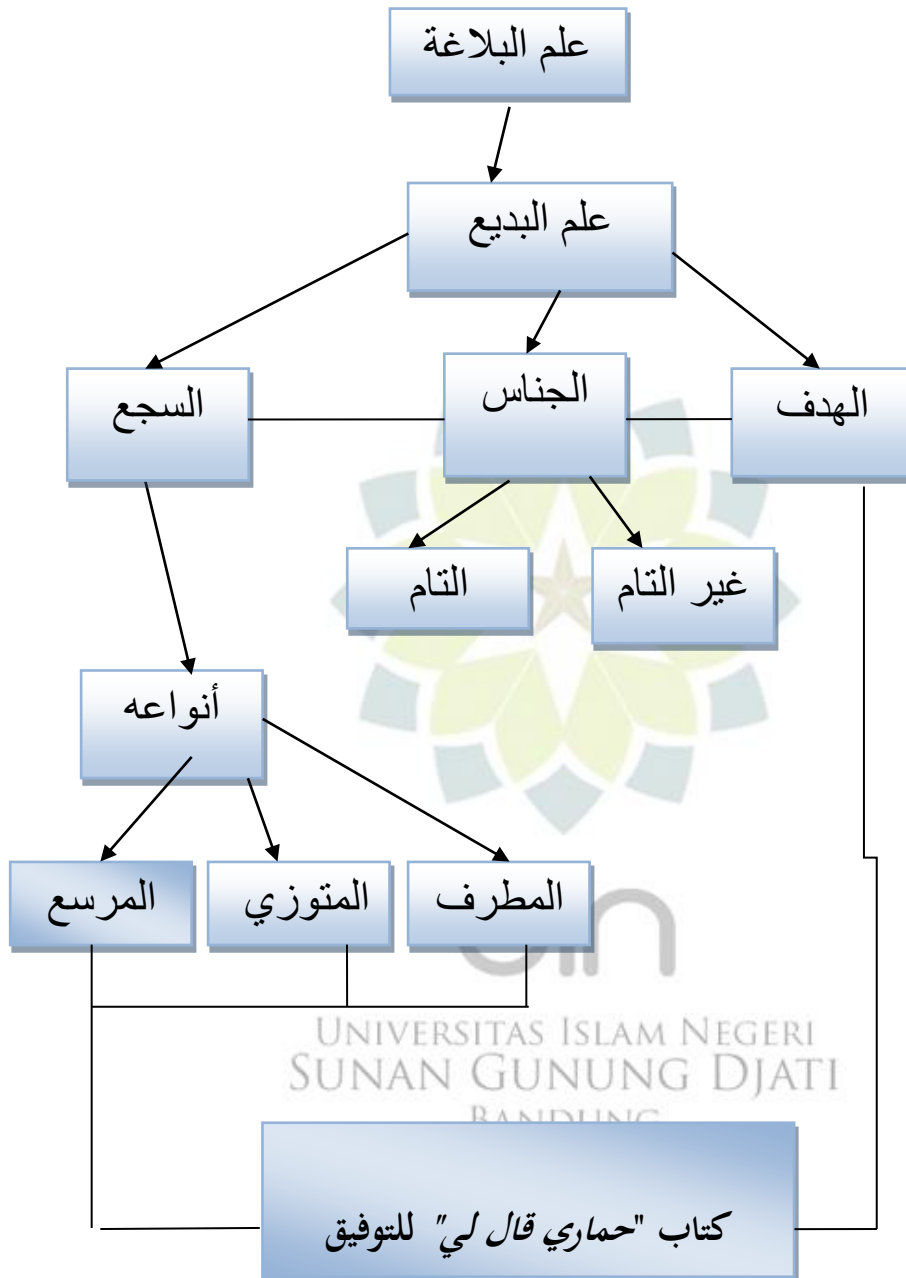 علم البلاغة
علم البديع
الهدف
الجناس
السجع
غير التام
التام
أنواعه
المطرف
المتوزي
المرسع
uin
UNIVERSITAS ISLAM NEGERI
SUNAN GUNUNG DJATI
BANDUNG
كتاب "حماري قال لي" للتوفيق